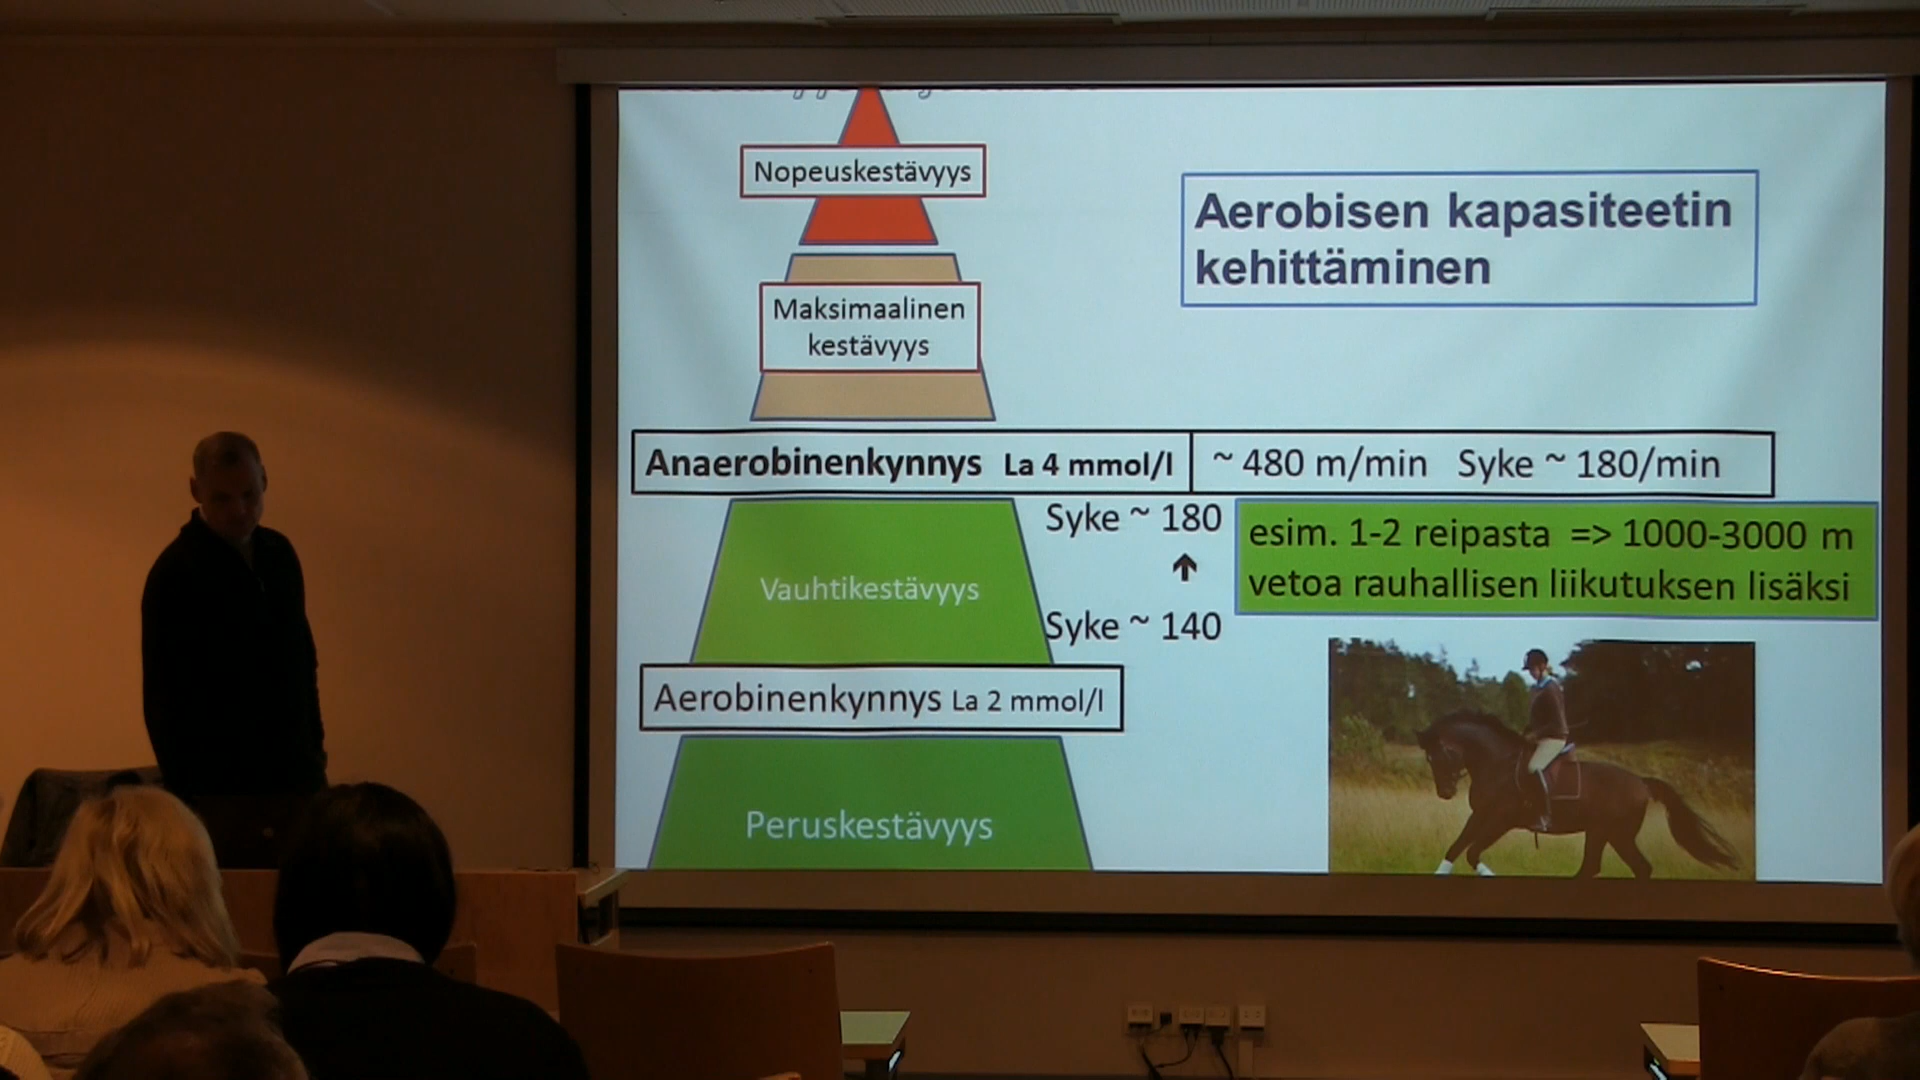 Nopeuskestävyys
Aerobisen kapasiteetin
kehittäminen
Maksimaalinen
kestävyys
Anaerobinenkynnys La 4 mmol/l
~ 480 m/min Syke ~ 180/min
Syke ~ 180
esim. 1-2 reipasta => 1000-3000 m
vetoa rauhallisen liikutuksen lisäksi
Vauhtikestävyys
Syke ~ 140
Aerobinenkynnys La 2 mmol/l
Peruskestävyys